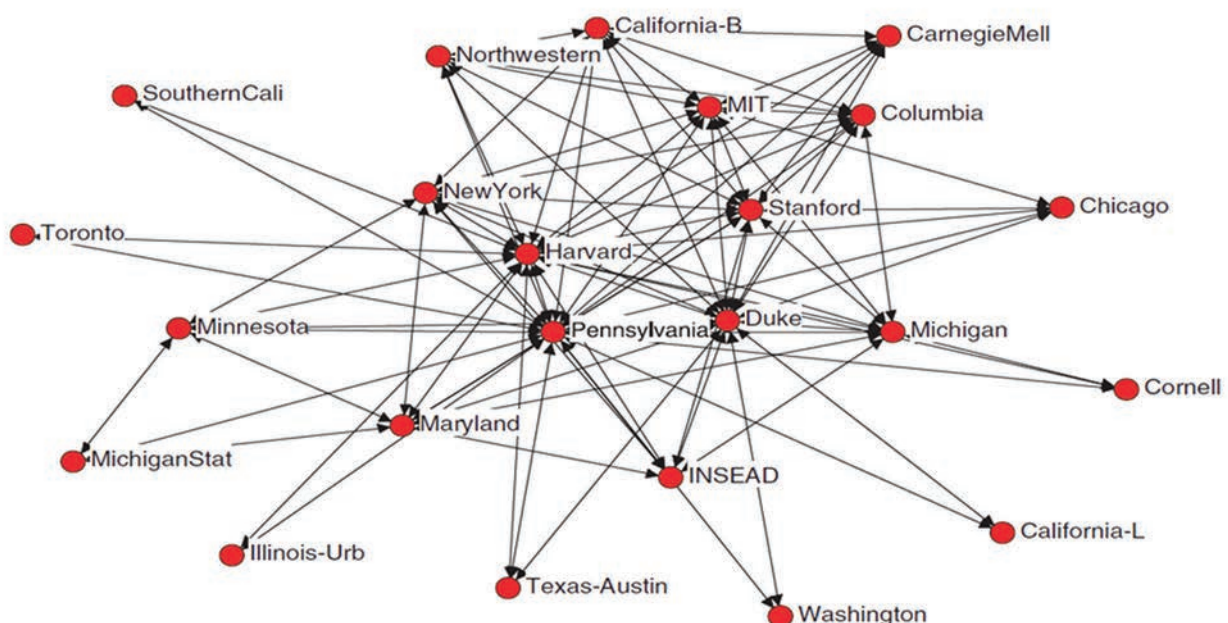 California-B
CarnegieMell
Northwestern
SouthernCali
MIT
Columbia
NewYork
Stanford
Chicago
Toronto
Harvard
Minnesota
Pennsylvania
Duke
Michigan
Cornell
Maryland
MichiganStat
INSEAD
California-L
Illinois-Urb
Texas-Austin
Washington